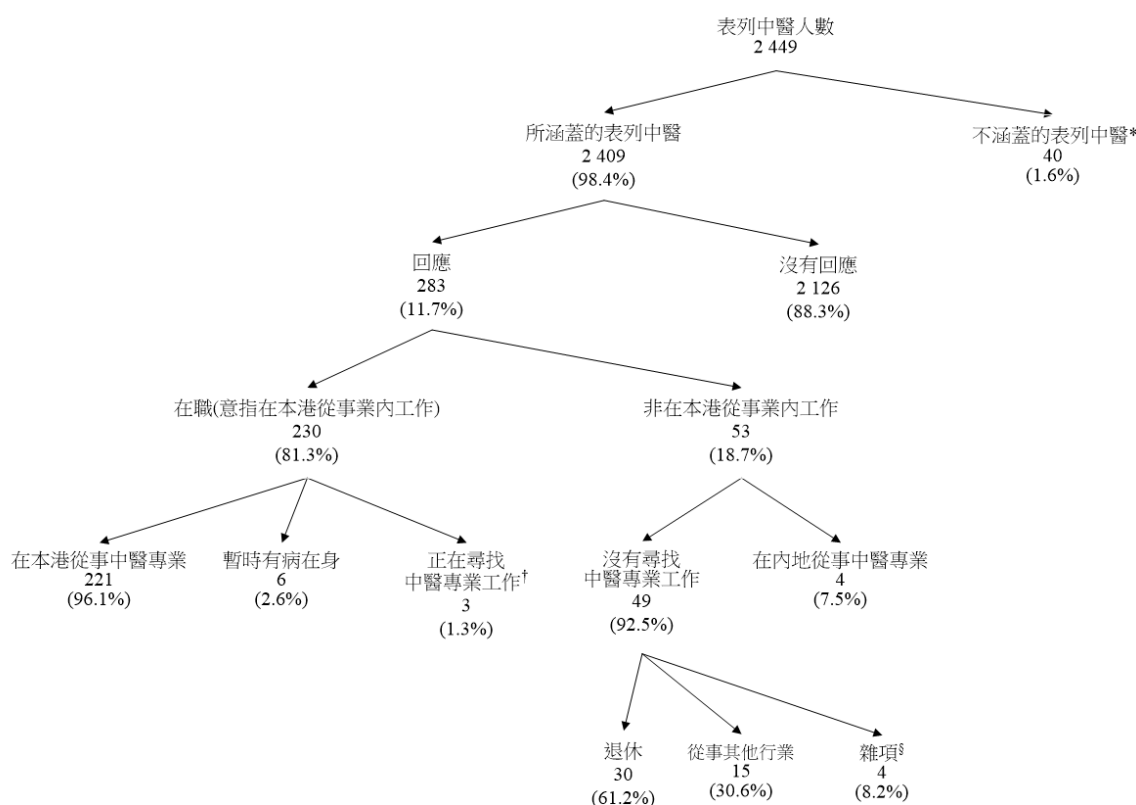 表列中醫人數
2 449
所涵蓋的表列中醫
2 409
(98.4%)
不涵蓋的表列中醫*
40
(1.6%)
回應
283
(11.7%)
沒有回應
2 126
(88.3%)
在職(意指在本港從事業內工作)
230
(81.3%)
非在本港從事業內工作
53
(18.7%)
在本港從事中醫專業
221
(96.1%)
暫時有病在身
6
(2.6%)
正在尋找
中醫專業工作†
3
(1.3%)
沒有尋找
中醫專業工作
49
(92.5%)
在內地從事中醫專業
4
(7.5%)
退休
30
(61.2%)
從事其他行業
15
(30.6%)
雜項§
4
(8.2%)